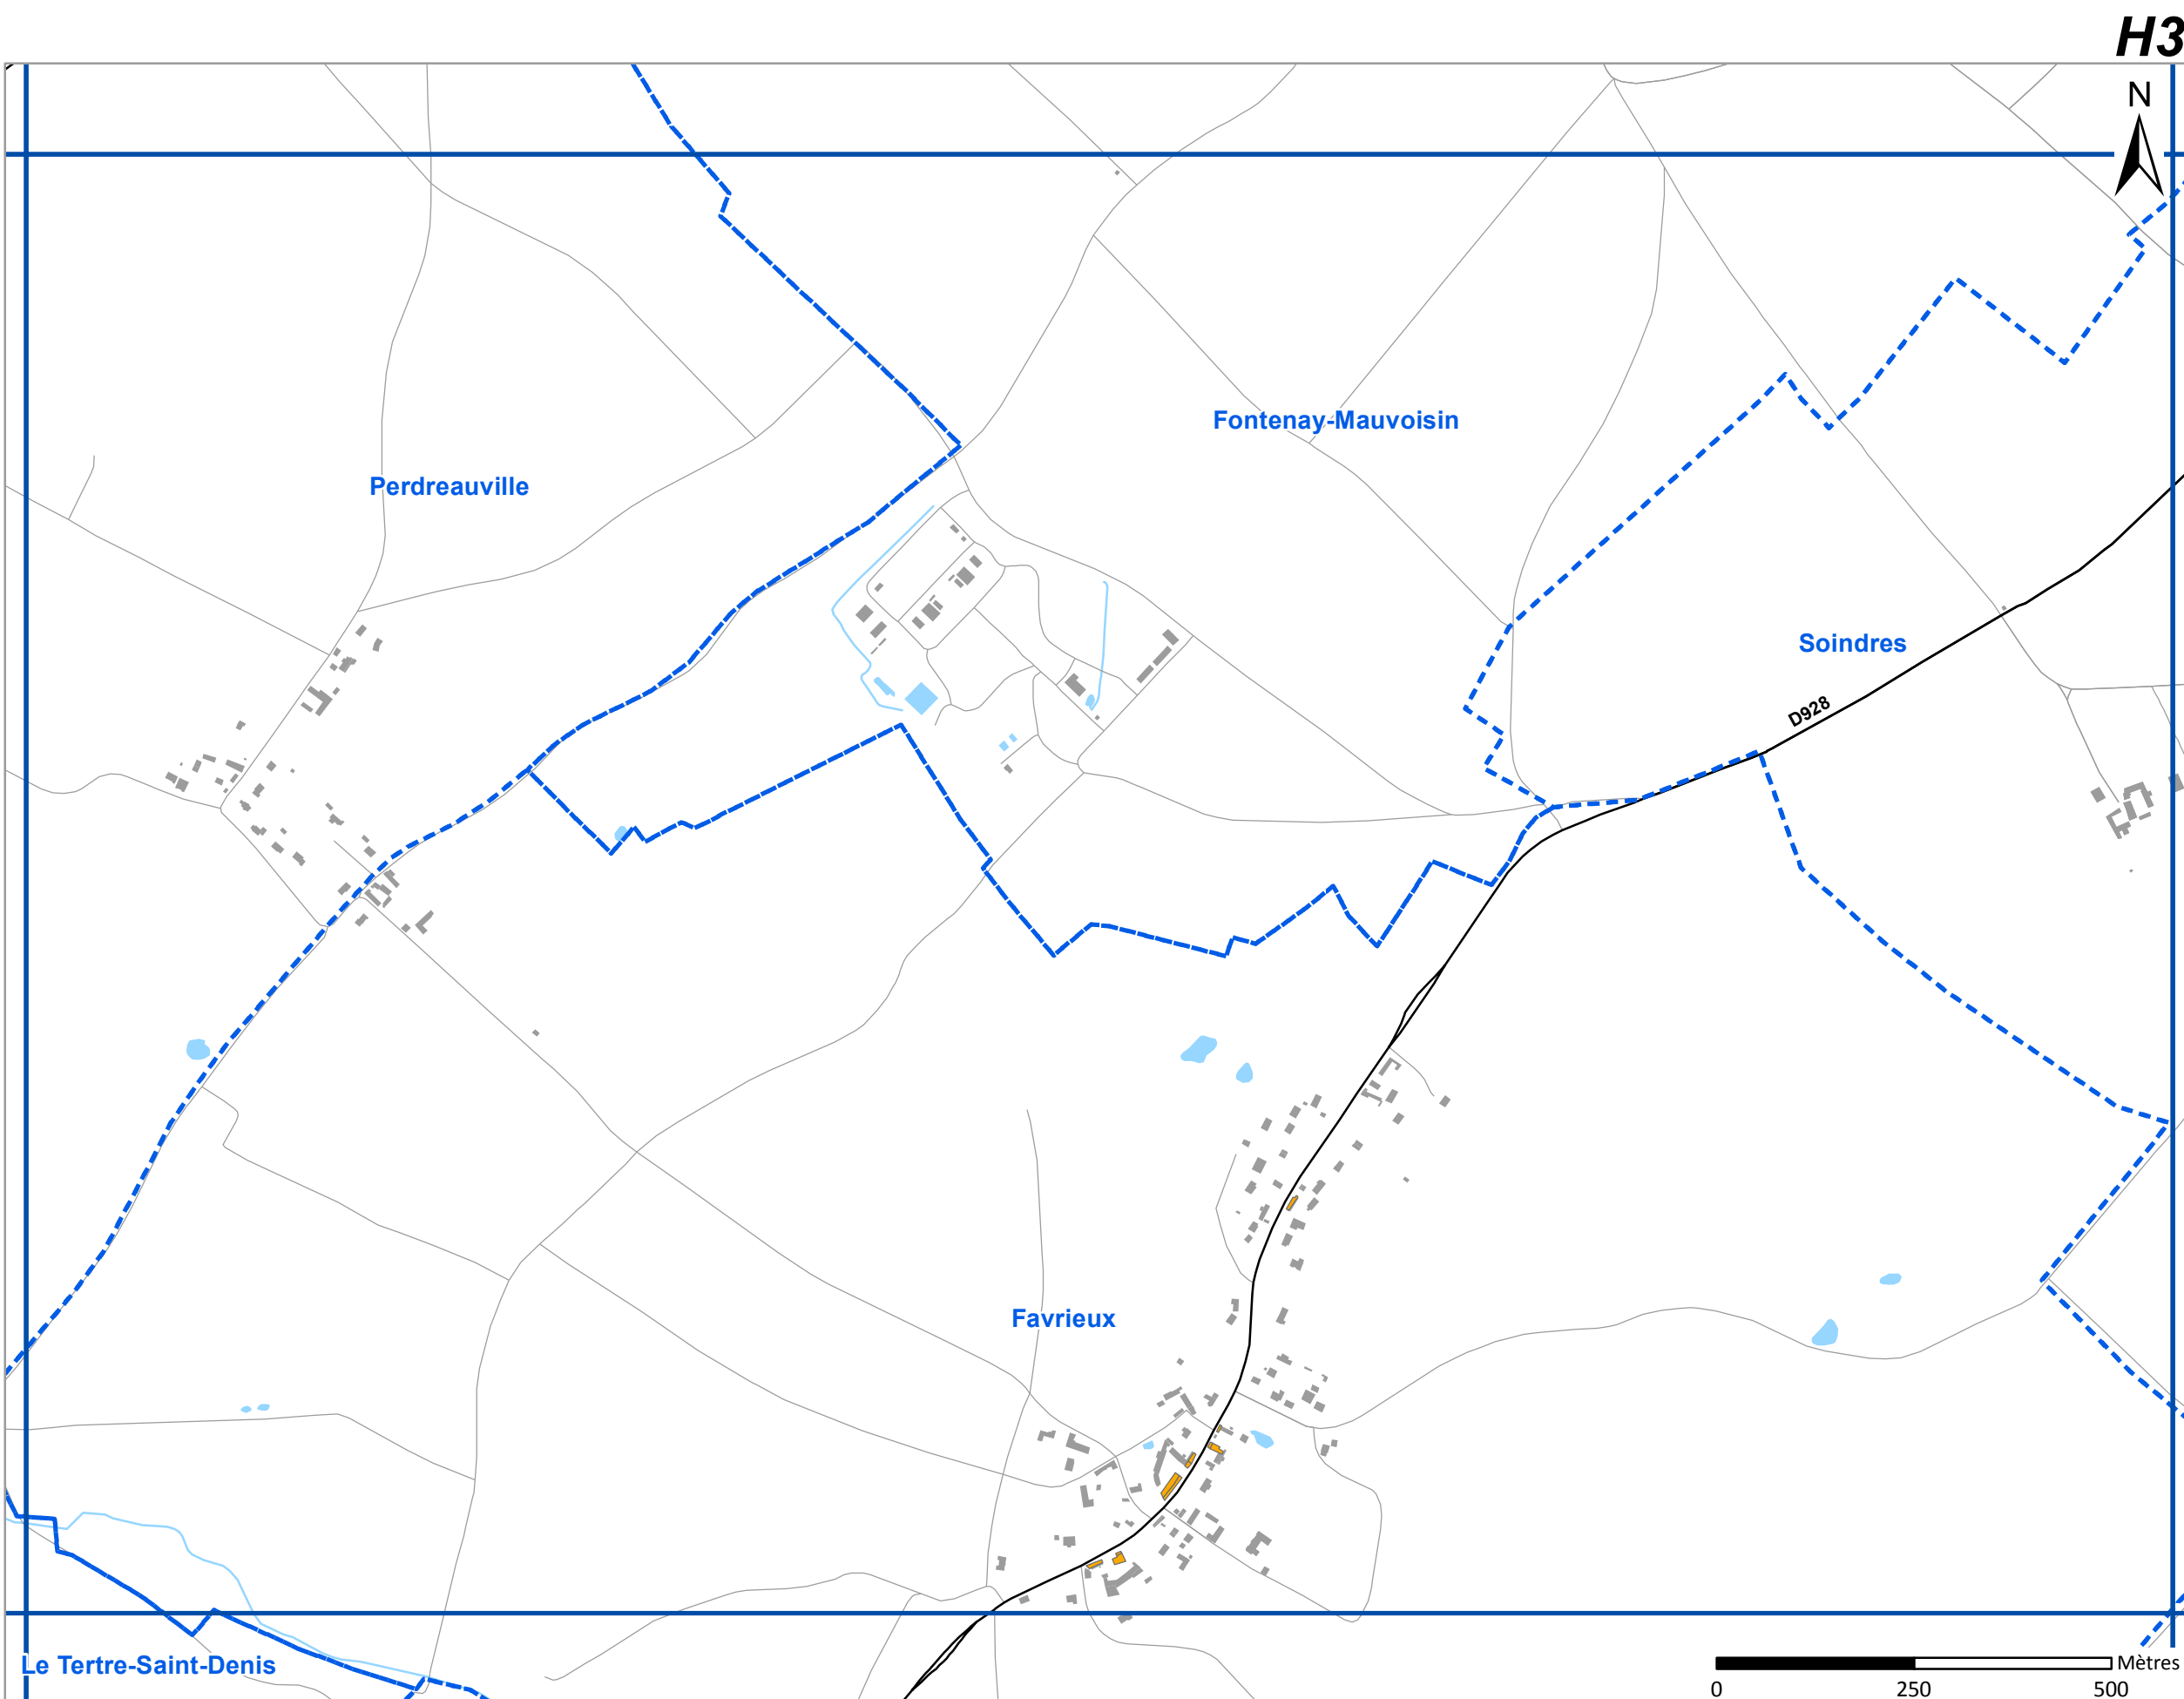 H3
N
Fontenay-Mauvoisin
Perdreauville
Soindres
D928
Favrieux
Le Tertre-Saint-Denis
Mètres
0 250 500